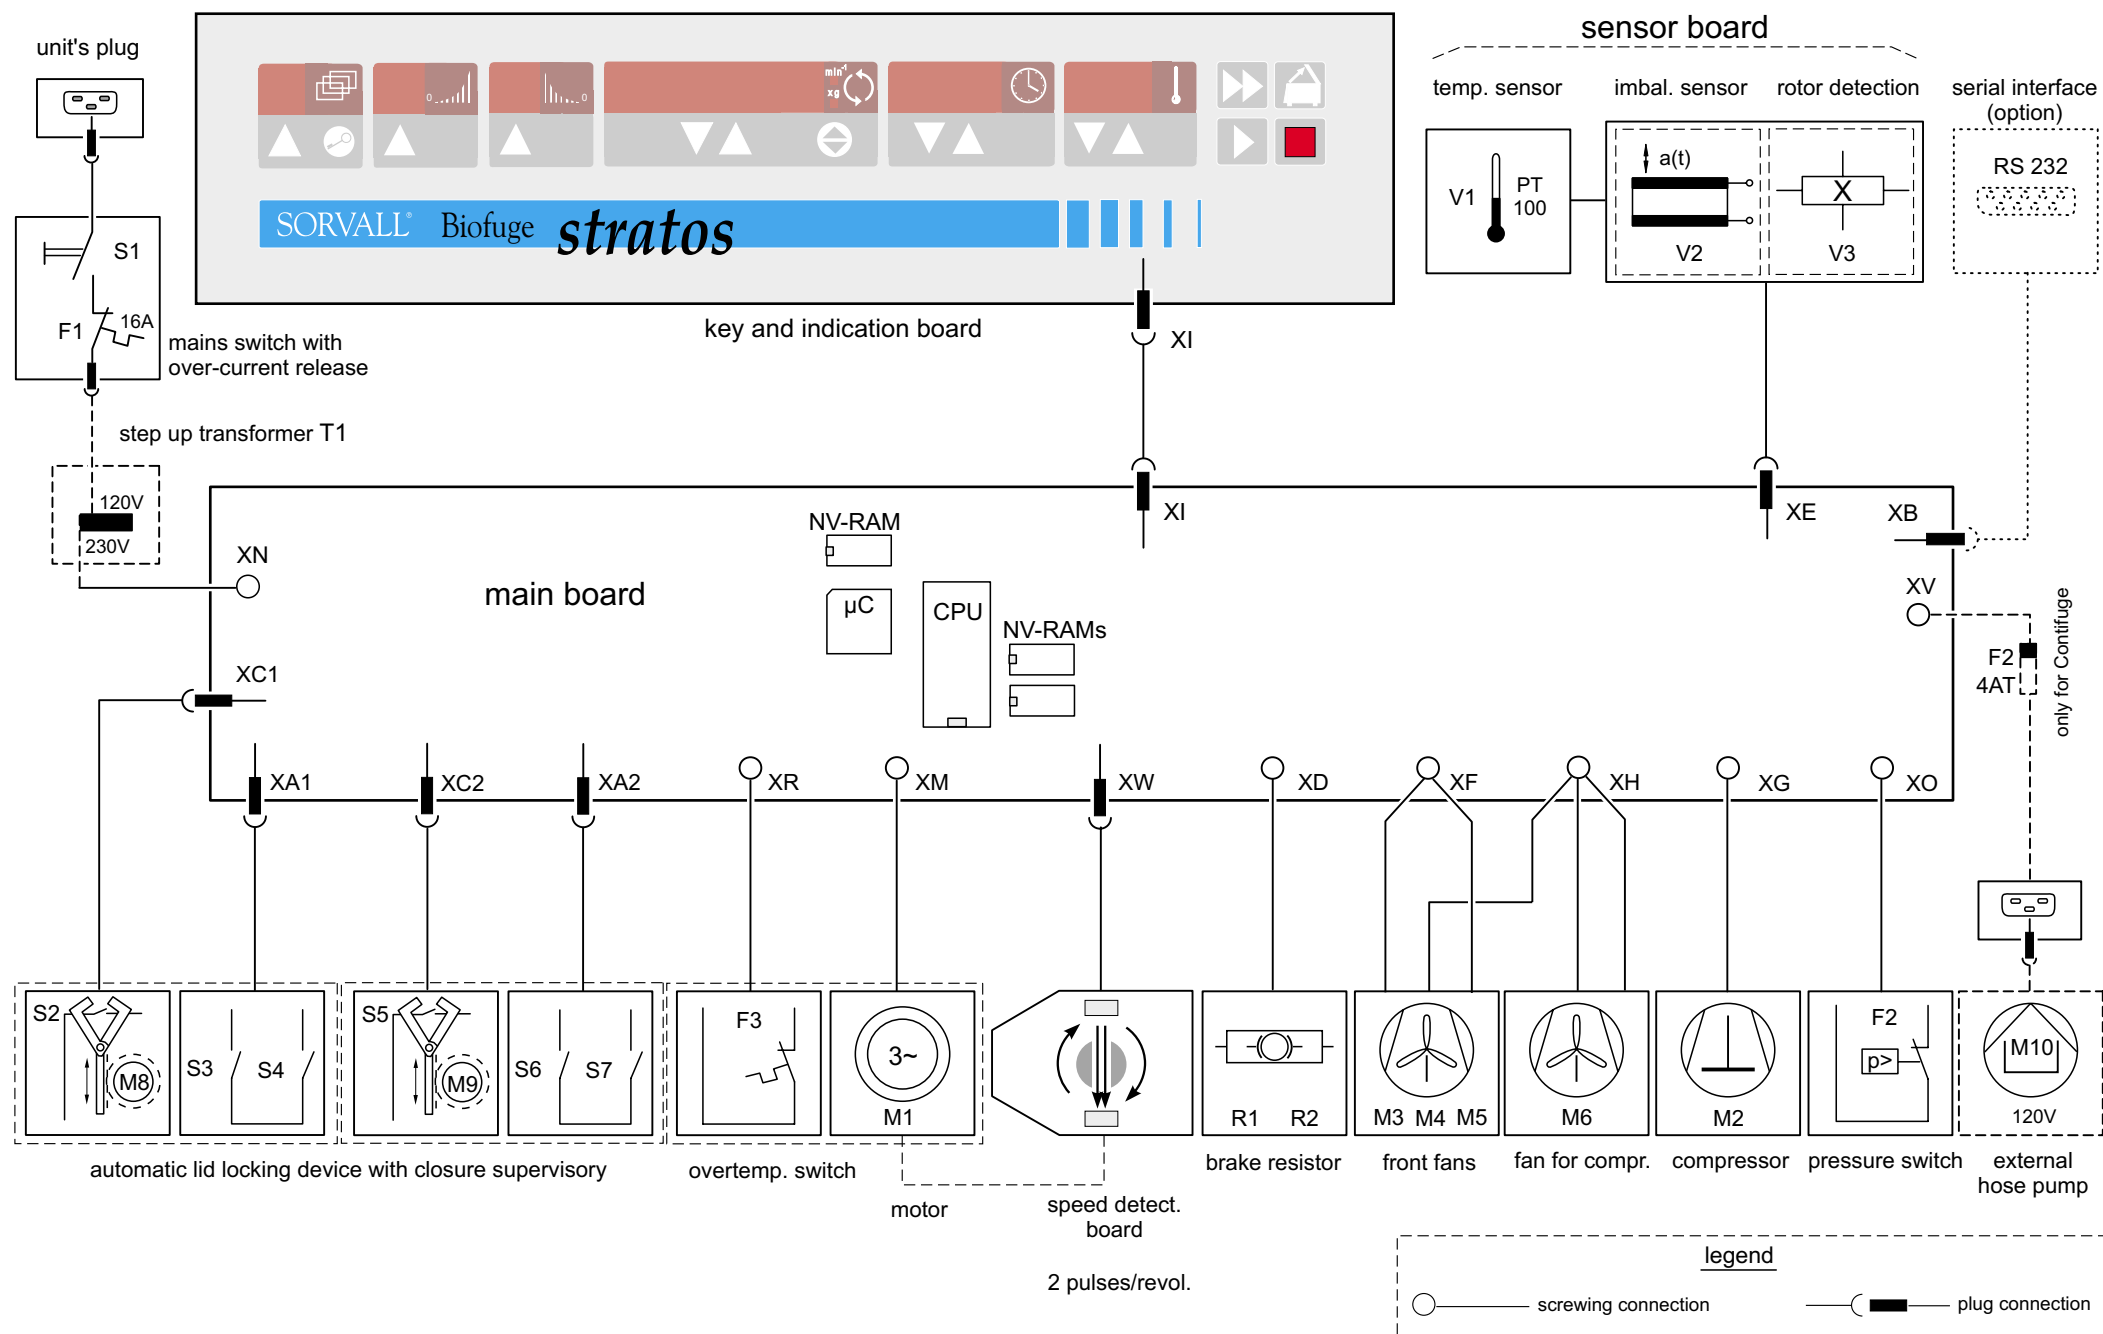 unit's plug
S1
F1
16A
mains switch with
over-current release
step up transformer T1
120V
230V
0
0
min⁻¹
xg
SORVALL® Biofuge stratos
key and indication board
XI
sensor board
temp. sensor
imbal. sensor
rotor detection
serial interface
(option)
V1
PT
100
a(t)
V2
X
V3
RS 232
XN
XC1
main board
NV-RAM
µC
CPU
NV-RAMs
XI
XE
XB
XV
F2
4AT
only for Contifuge
XA1
XC2
XA2
XR
XM
XW
XD
XF
XH
XG
XO
S2
M8
S3
S4
S5
M9
S6
S7
F3
3~
M1
R1
R2
M3
M4
M5
M6
M2
F2
p>
M10
120V
automatic lid locking device with closure supervisory
overtemp. switch
motor
speed detect.
board
2 pulses/revol.
brake resistor
front fans
fan for compr.
compressor
pressure switch
external
hose pump
legend
screwing connection
plug connection